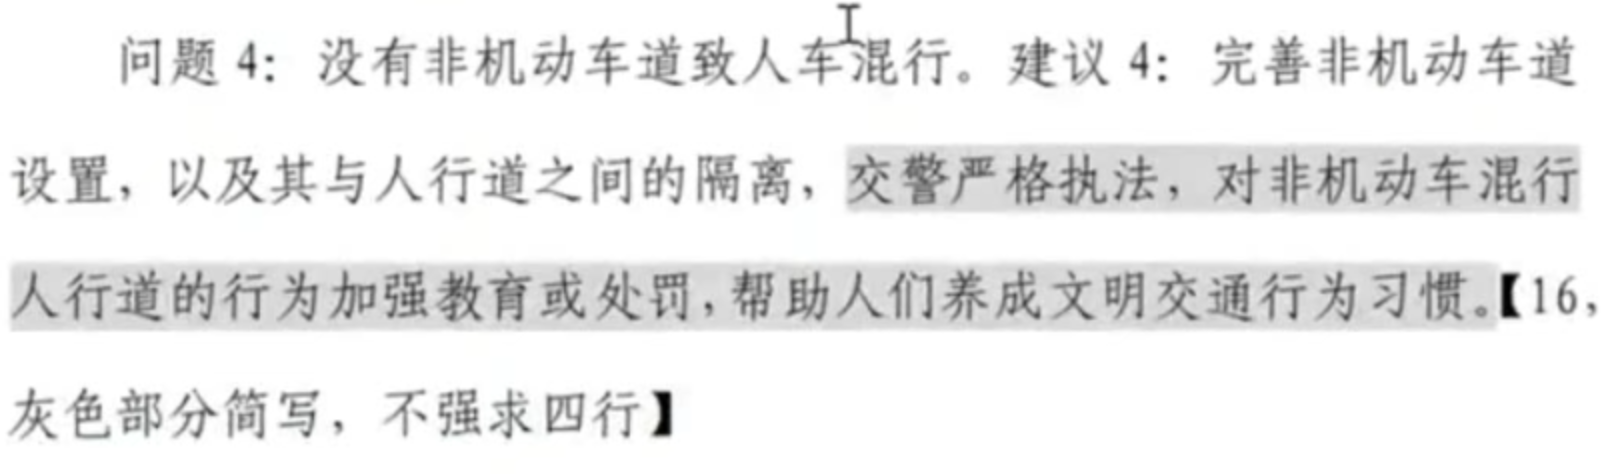 问题 4：没有非机动车道致人车混行。建议 4：完善非机动车道
设置，以及其与人行道之间的隔离，交警严格执法，对非机动车混行
人行道的行为加强教育或处罚，帮助人们养成文明交通行为习惯。【16，
灰色部分简写，不强求四行】